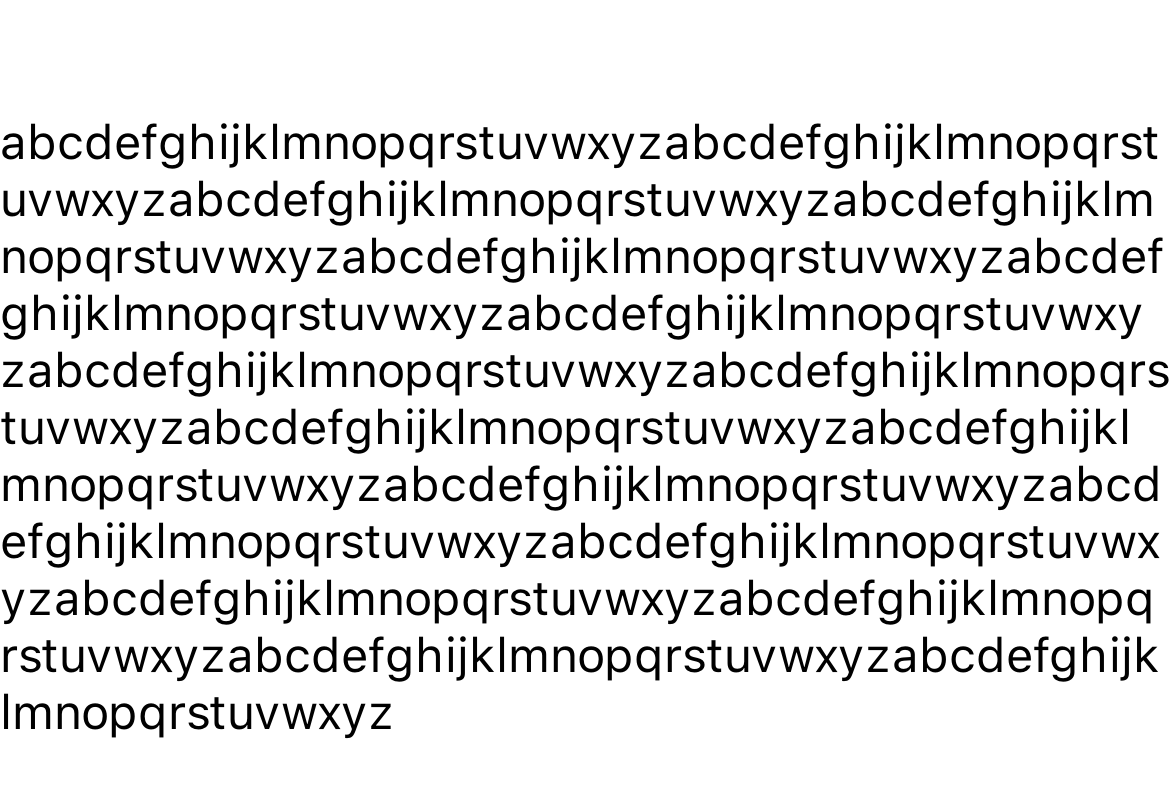 abcdefghijklmnopqrstuvwxyzabcdefghijklmnopqrst
uvwxyzabcdefghijklmnopqrstuvwxyzabcdefghijklm
nopqrstuvwxyzabcdefghijklmnopqrstuvwxyzabcdef
ghijklmnopqrstuvwxyzabcdefghijklmnopqrstuvwxy
zabcdefghijklmnopqrstuvwxyzabcdefghijklmnopqrs
tuvwxyzabcdefghijklmnopqrstuvwxyzabcdefghijkl
mnopqrstuvwxyzabcdefghijklmnopqrstuvwxyzabcd
efghijklmnopqrstuvwxyzabcdefghijklmnopqrstuvwx
yzabcdefghijklmnopqrstuvwxyzabcdefghijklmnopq
rstuvwxyzabcdefghijklmnopqrstuvwxyzabcdefghijk
lmnopqrstuvwxyz